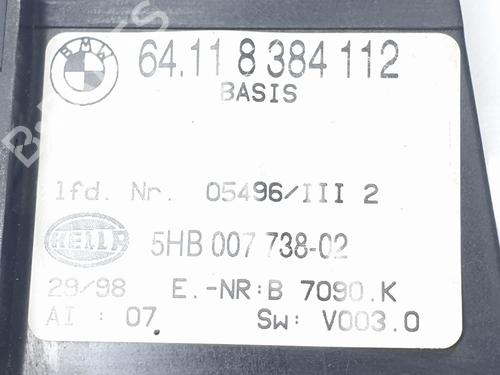 BMW
64.11 8 384 112
BASIS
lfd. Nr. 05496/III 2
HELLA
5HB 007 738-02
29/98 E.-NR:B 7090.K
AI : 07 Sw: V003.0